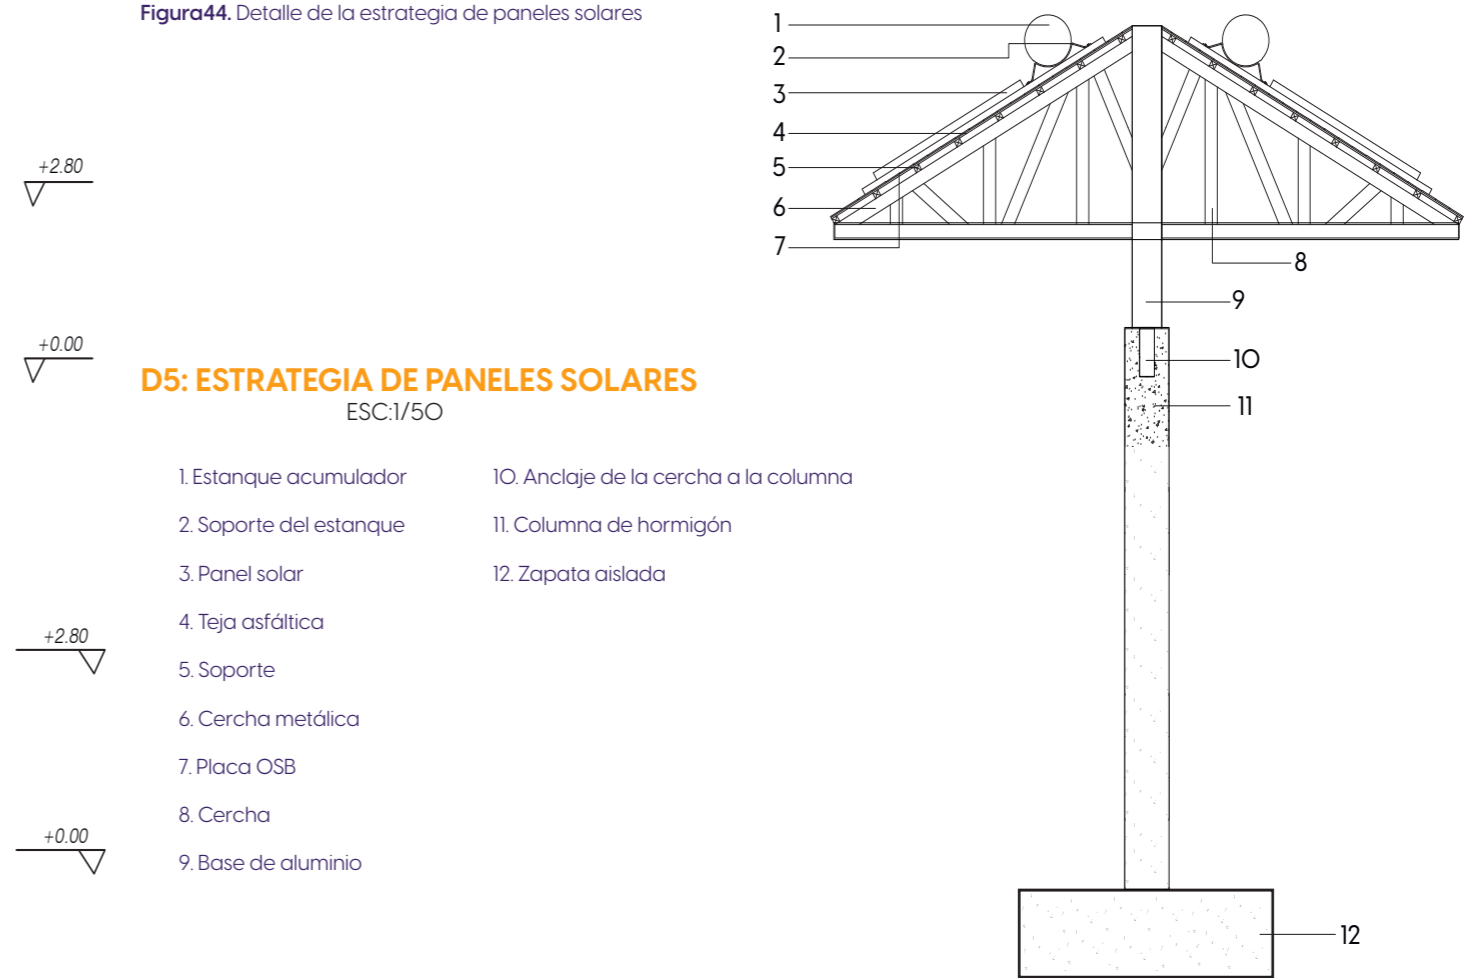 Figura44. Detalle de la estrategia de paneles solares
+2.80
+0.00
D5: ESTRATEGIA DE PANELES SOLARES
ESC:1/50
1. Estanque acumulador
2. Soporte del estanque
3. Panel solar
4. Teja asfáltica
5. Soporte
6. Cercha metálica
7. Placa OSB
8. Cercha
9. Base de aluminio
10. Anclaje de la cercha a la columna
11. Columna de hormigón
12. Zapata aislada
+2.80
+0.00
1
2
3
4
5
6
7
8
9
10
11
12